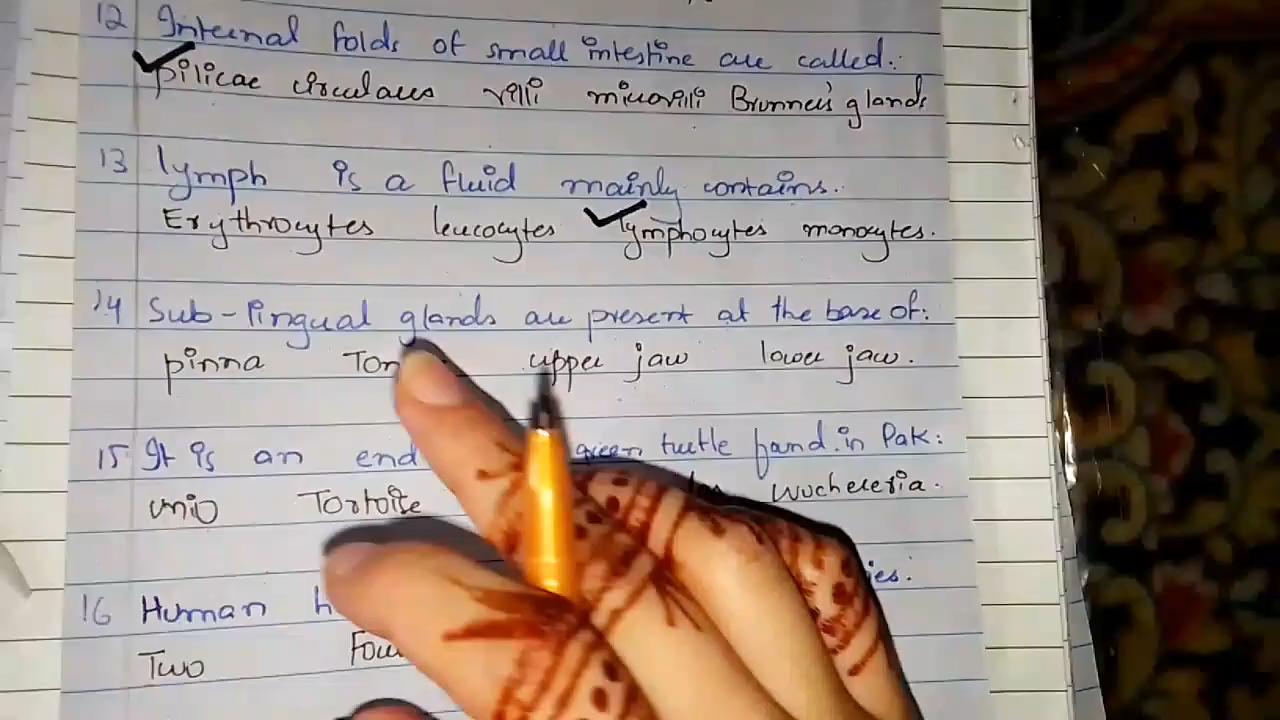 12 Internal folds of small intestine are called:
Pilicae circulares villi microvilli Brunner's glands
13 lymph is a fluid mainly contains..
Erythrocytes leucocytes lymphocytes monocytes.
14 Sub-lingual glands are present at the base of:
pinna upper jaw lower jaw.
15 It is an green turtle found in Pak:
unio Tortoise Wuchereria.
16 Human
Two